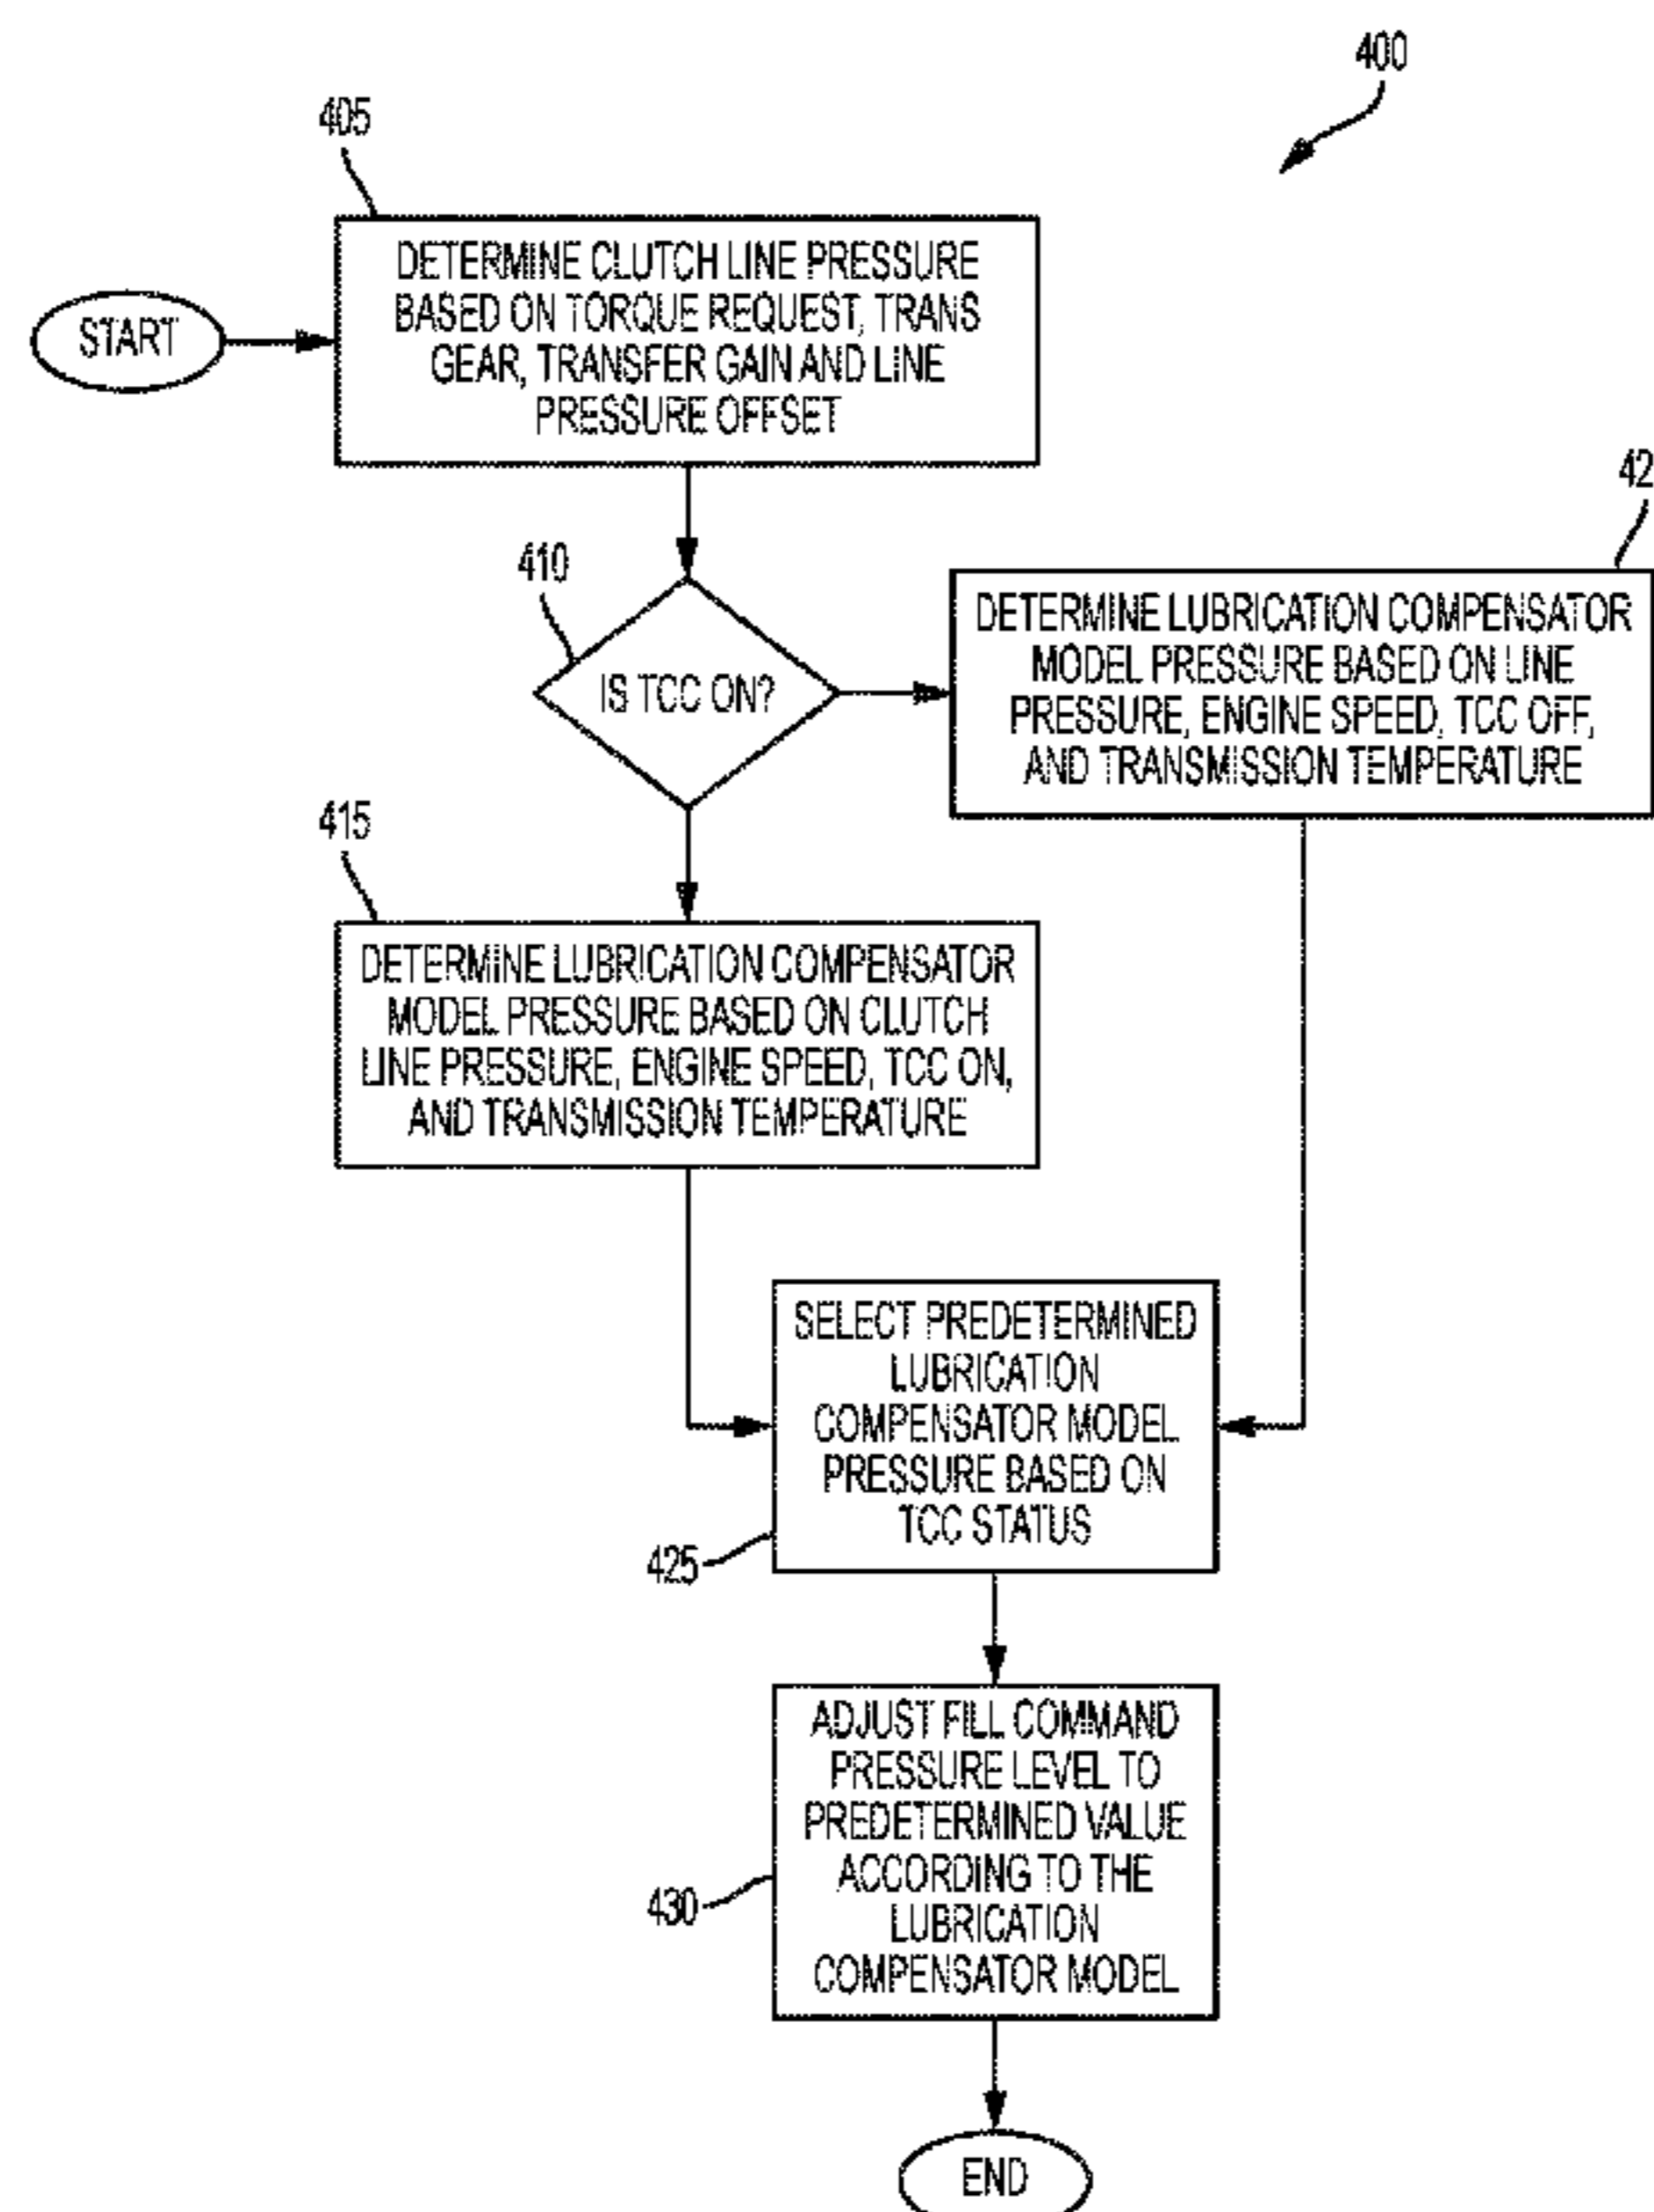 400
405
START
DETERMINE CLUTCH LINE PRESSURE
BASED ON TORQUE REQUEST, TRANS
GEAR, TRANSFER GAIN AND LINE
PRESSURE OFFSET
42
410
IS TCC ON?
DETERMINE LUBRICATION COMPENSATOR
MODEL PRESSURE BASED ON LINE
PRESSURE, ENGINE SPEED, TCC OFF,
AND TRANSMISSION TEMPERATURE
415
DETERMINE LUBRICATION COMPENSATOR
MODEL PRESSURE BASED ON CLUTCH
LINE PRESSURE, ENGINE SPEED, TCC ON,
AND TRANSMISSION TEMPERATURE
SELECT PREDETERMINED
LUBRICATION
COMPENSATOR MODEL
PRESSURE BASED ON
TCC STATUS
425
ADJUST FILL COMMAND
PRESSURE LEVEL TO
PREDETERMINED VALUE
ACCORDING TO THE
LUBRICATION
COMPENSATOR MODEL
430
END